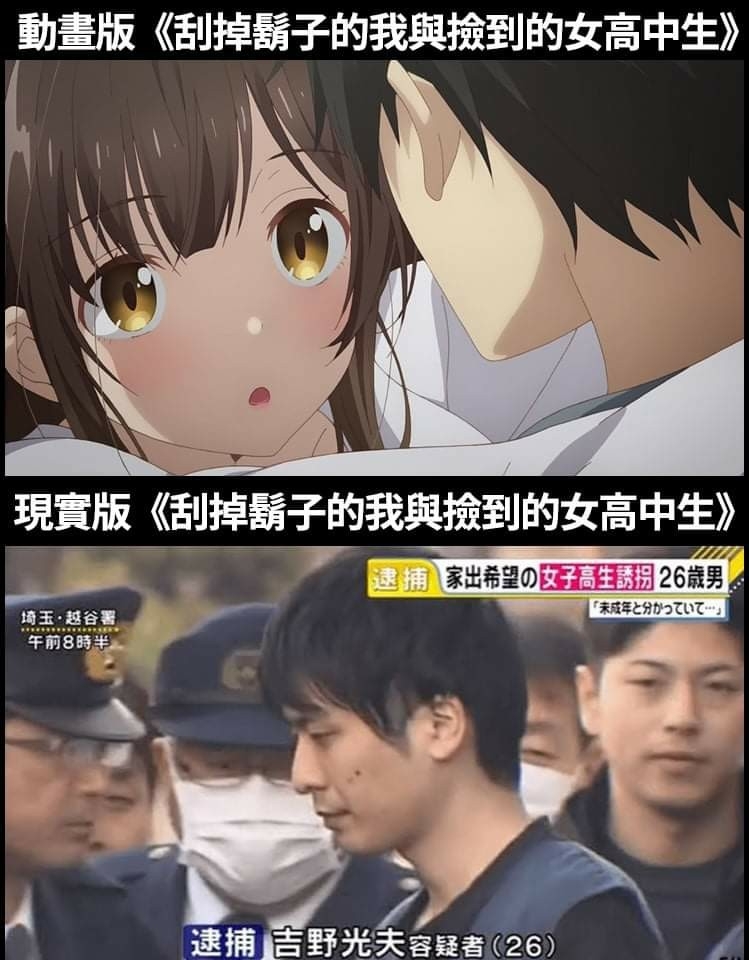 動畫版《刮掉鬍子的我與撿到的女高中生》
現實版《刮掉鬍子的我與撿到的女高中生》
逮捕 家出希望の女子高生誘拐 26歳男
「未成年と分かっていて…」
埼玉・越谷署
午前8時半
逮捕 吉野光夫容疑者(26)